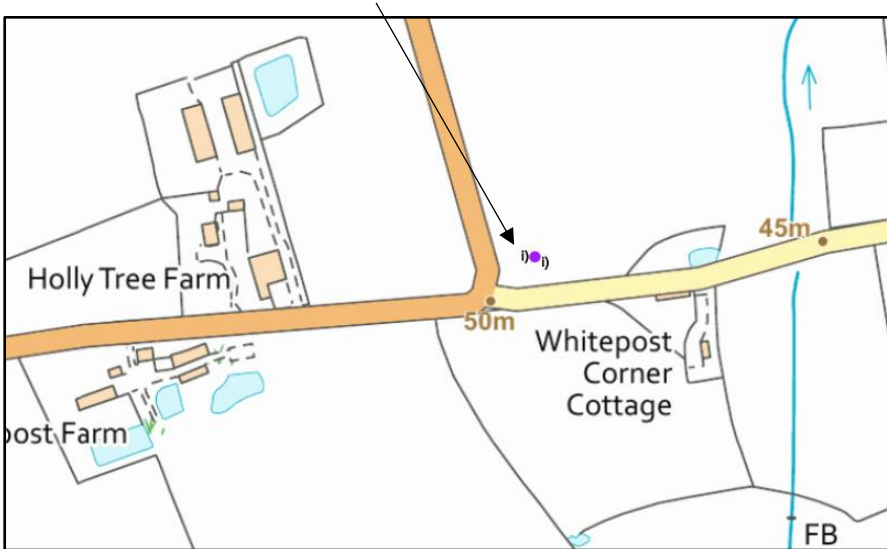 45m
i)
i)
Holly Tree Farm
50m
Whitepost
Corner
Cottage
post Farm
FB